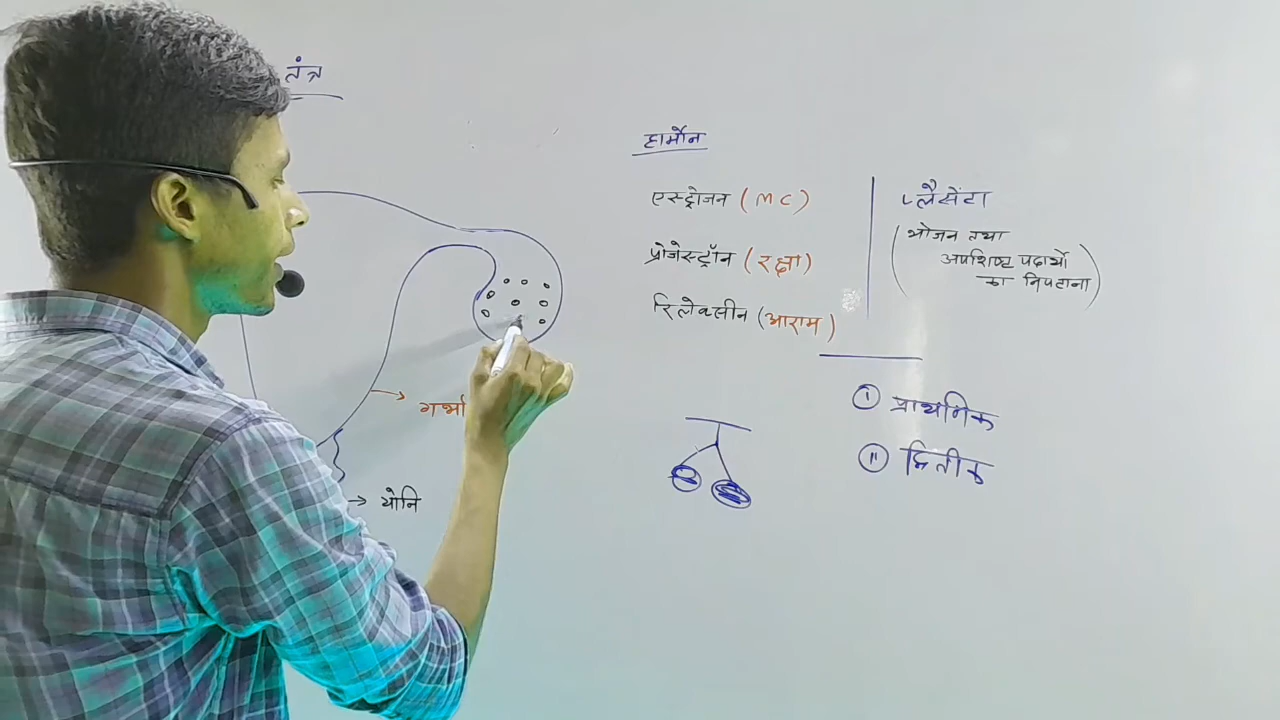 तंत्र
हार्मोन
एस्ट्रोजन (MC)
प्रोजेस्ट्रॉन (रक्षा)
रिलेक्सीन (आराम)
प्लैसेंटा
(भोजन तथा
अपशिष्ट पदार्थो
का निपटाना)
① प्राथमिक
② द्वितीक
→ गर्भा
→ योनि